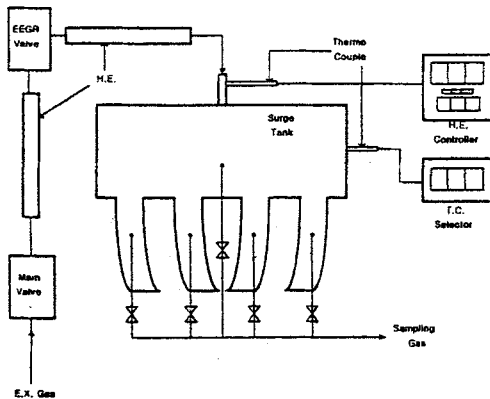 EEGR
Valve
H.E.
Thermo
Couple
Surge
Tank
H.E.
Controller
T.C.
Selector
Main
Valve
Sampling
Gas
E.X. Gas